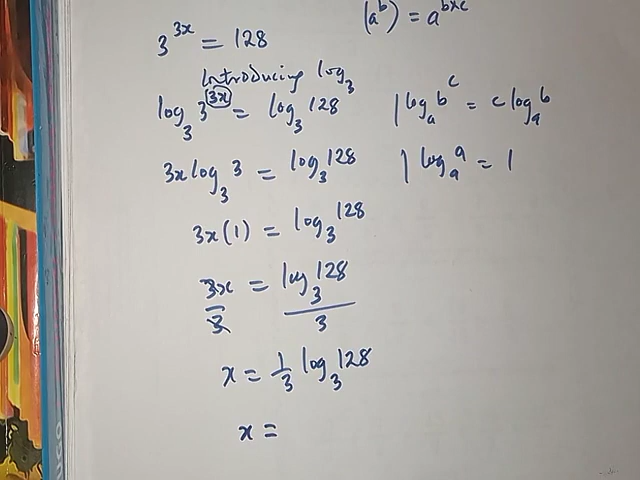 (a^b) = a^{b×c}
3^{3x} = 128
Introducing log_3
log_3 3^{3x} = log_3 128 | log_a b^c = c log_a b
3x log_3 3 = log_3 128 | log_a a = 1
3x(1) = log_3 128
3x/3 = log_3 128/3
x = 1/3 log_3 128
x =